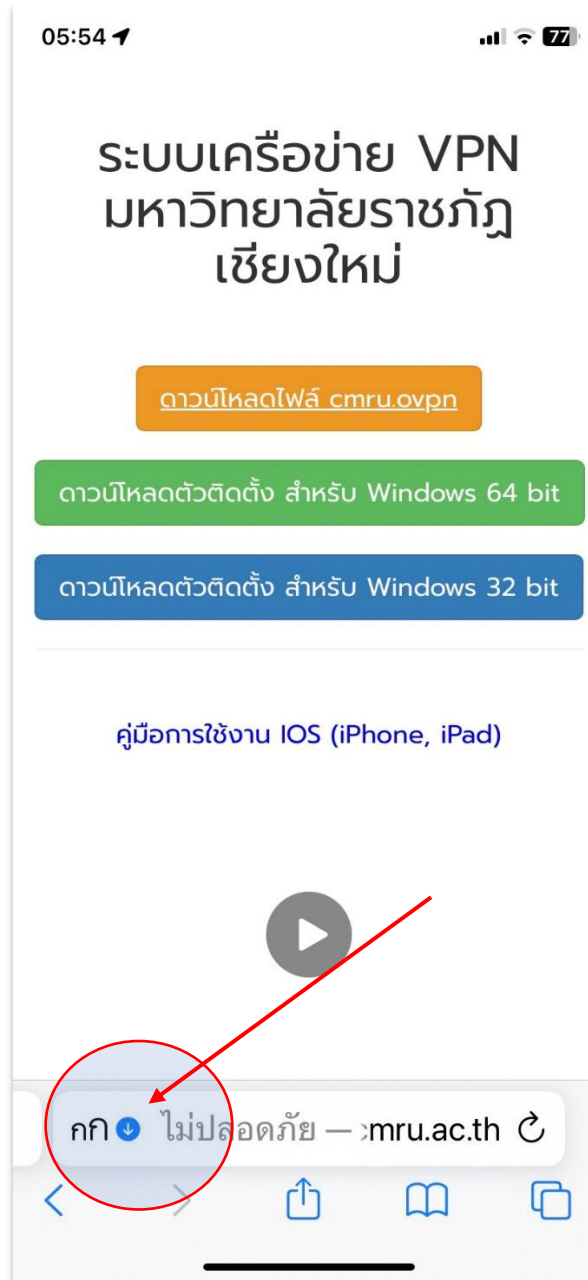 05:54
77
ระบบเครือข่าย VPN
มหาวิทยาลัยราชภัฏ
เชียงใหม่
ดาวน์โหลดไฟล์ cmru.ovpn
ดาวน์โหลดตัวติดตั้ง สำหรับ Windows 64 bit
ดาวน์โหลดตัวติดตั้ง สำหรับ Windows 32 bit
คู่มือการใช้งาน IOS (iPhone, iPad)
กก ไม่ปลอดภัย — cmru.ac.th